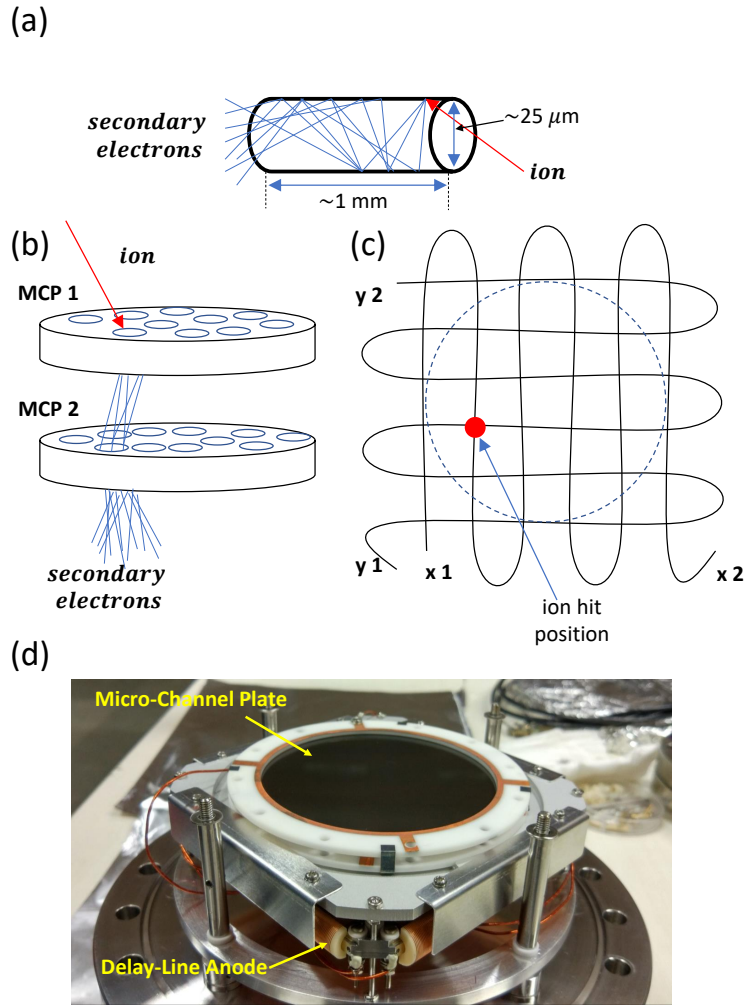 (a)
secondary
electrons
~25 μm
ion
~1 mm
(b)
ion
MCP 1
MCP 2
secondary
electrons
(c)
y 2
y 1
x 1
x 2
ion hit
position
(d)
Micro-Channel Plate
Delay-Line Anode